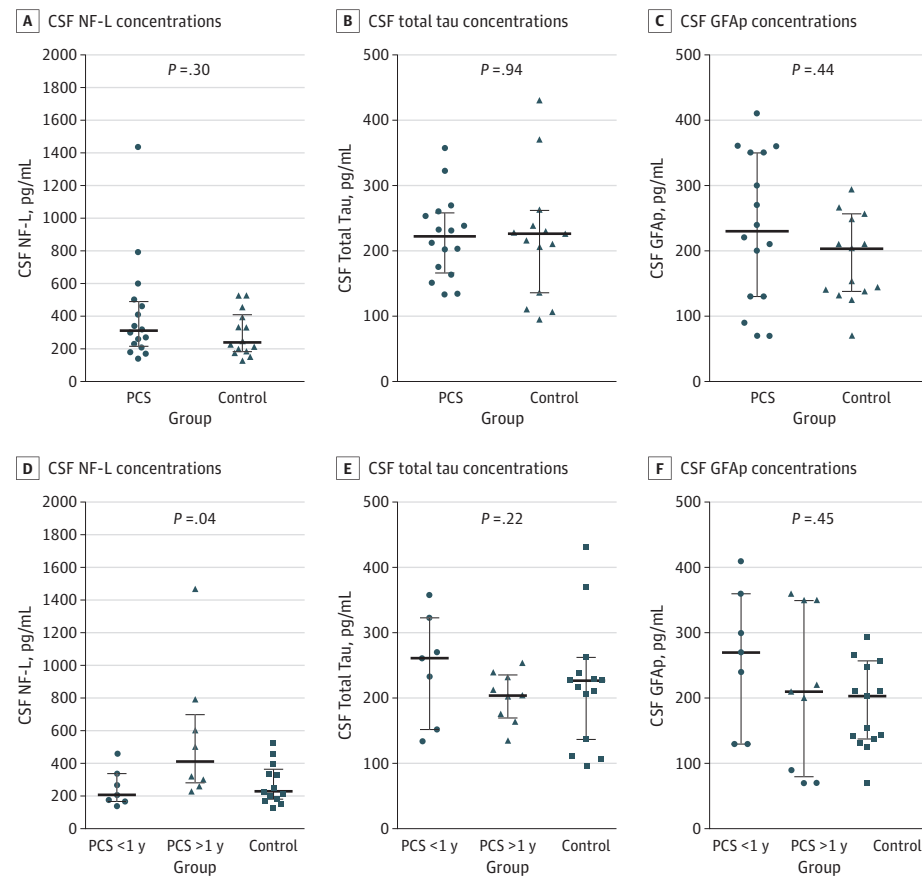 A CSF NF-L concentrations
2000
1800
1600
1400
1200
1000
800
600
400
200
0
CSF NF-L, pg/mL
P =.30
PCS
Control
Group
B CSF total tau concentrations
500
400
300
200
100
0
CSF Total Tau, pg/mL
P =.94
PCS
Control
Group
C CSF GFAp concentrations
500
400
300
200
100
0
CSF GFAp, pg/mL
P =.44
PCS
Control
Group
D CSF NF-L concentrations
2000
1800
1600
1400
1200
1000
800
600
400
200
0
CSF NF-L, pg/mL
P =.04
PCS <1 y
PCS >1 y
Control
Group
E CSF total tau concentrations
500
400
300
200
100
0
CSF Total Tau, pg/mL
P =.22
PCS <1 y
PCS >1 y
Control
Group
F CSF GFAp concentrations
500
400
300
200
100
0
CSF GFAp, pg/mL
P =.45
PCS <1 y
PCS >1 y
Control
Group